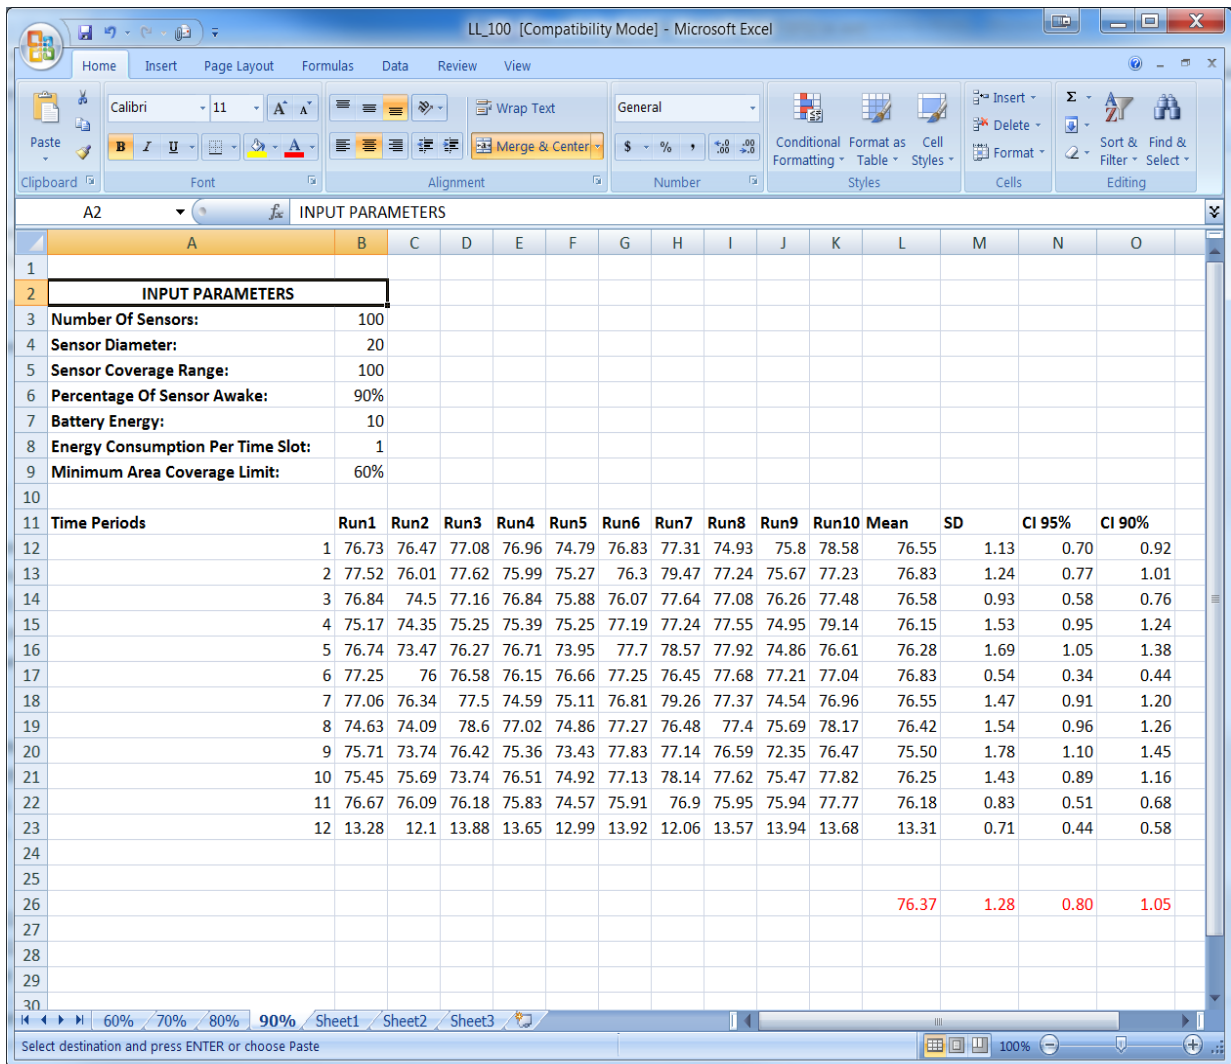 LL_100 [Compatibility Mode] - Microsoft Excel
Home Insert Page Layout Formulas Data Review View
Paste
Calibri 11 A A
B I U A
Wrap Text
Merge & Center
General
$ % ,
Conditional Formatting
Format as Table
Cell Styles
Insert
Delete
Format
Σ
Sort & Filter
Find & Select
Clipboard Font Alignment Number Styles Cells Editing
A2 fx INPUT PARAMETERS
A B C D E F G H I J K L M N O
1
2 INPUT PARAMETERS
3 Number Of Sensors: 100
4 Sensor Diameter: 20
5 Sensor Coverage Range: 100
6 Percentage Of Sensor Awake: 90%
7 Battery Energy: 10
8 Energy Consumption Per Time Slot: 1
9 Minimum Area Coverage Limit: 60%
10
11 Time Periods Run1 Run2 Run3 Run4 Run5 Run6 Run7 Run8 Run9 Run10 Mean SD CI 95% CI 90%
12 1 76.73 76.47 77.08 76.96 74.79 76.83 77.31 74.93 75.8 78.58 76.55 1.13 0.70 0.92
13 2 77.52 76.01 77.62 75.99 75.27 76.3 79.47 77.24 75.67 77.23 76.83 1.24 0.77 1.01
14 3 76.84 74.5 77.16 76.84 75.88 76.07 77.64 77.08 76.26 77.48 76.58 0.93 0.58 0.76
15 4 75.17 74.35 75.25 75.39 75.25 77.19 77.24 77.55 74.95 79.14 76.15 1.53 0.95 1.24
16 5 76.74 73.47 76.27 76.71 73.95 77.7 78.57 77.92 74.86 76.61 76.28 1.69 1.05 1.38
17 6 77.25 76 76.58 76.15 76.66 77.25 76.45 77.68 77.21 77.04 76.83 0.54 0.34 0.44
18 7 77.06 76.34 77.5 74.59 75.11 76.81 79.26 77.37 74.54 76.96 76.55 1.47 0.91 1.20
19 8 74.63 74.09 78.6 77.02 74.86 77.27 76.48 77.4 75.69 78.17 76.42 1.54 0.96 1.26
20 9 75.71 73.74 76.42 75.36 73.43 77.83 77.14 76.59 72.35 76.47 75.50 1.78 1.10 1.45
21 10 75.45 75.69 73.74 76.51 74.92 77.13 78.14 77.62 75.47 77.82 76.25 1.43 0.89 1.16
22 11 76.67 76.09 76.18 75.83 74.57 75.91 76.9 75.95 75.94 77.77 76.18 0.83 0.51 0.68
23 12 13.28 12.1 13.88 13.65 12.99 13.92 12.06 13.57 13.94 13.68 13.31 0.71 0.44 0.58
24
25
26 76.37 1.28 0.80 1.05
27
28
29
30
60% 70% 80% 90% Sheet1 Sheet2 Sheet3
Select destination and press ENTER or choose Paste 100%